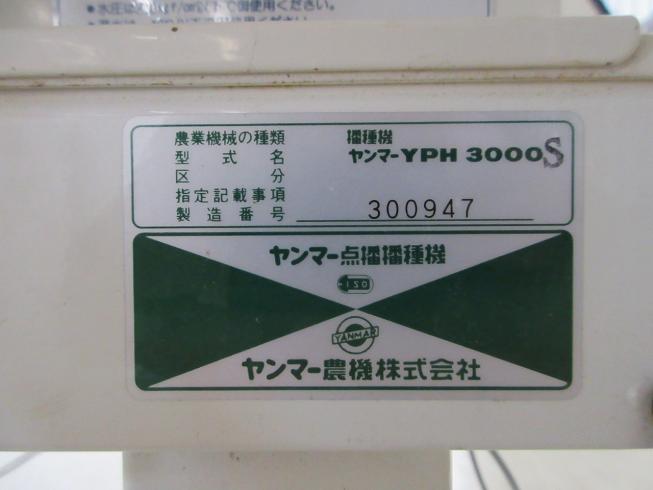 農業機械の種類 播種機
型式名 ヤンマーYPH 3000S
区分
指定記載事項
製造番号 300947
ヤンマー点播播種機
YANMAR
ヤンマー農機株式会社